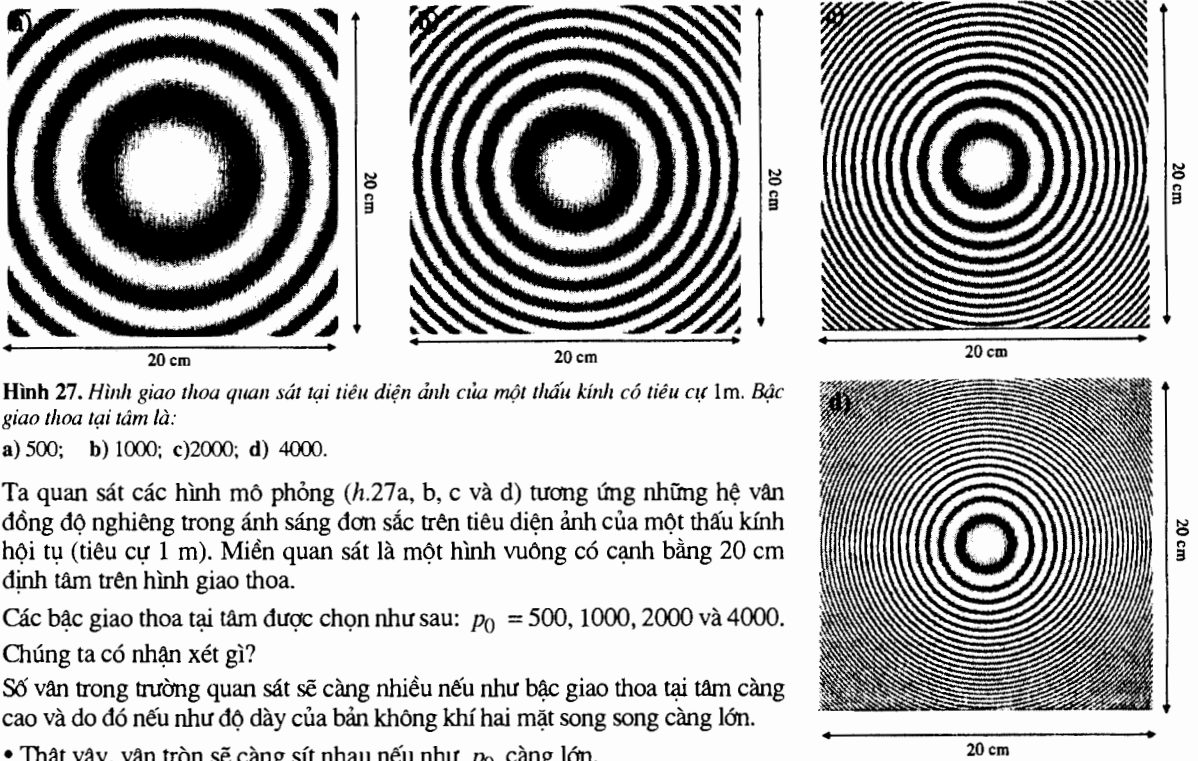 a)
20 cm
20 cm
20 cm
20 cm
20 cm
20 cm
Hình 27. Hình giao thoa quan sát tại tiêu diện ảnh của một thấu kính có tiêu cự 1m. Bậc
giao thoa tại tâm là:
a) 500; b) 1000; c)2000; d) 4000.
Ta quan sát các hình mô phỏng (h.27a, b, c và d) tương ứng những hệ vân
đồng độ nghiêng trong ánh sáng đơn sắc trên tiêu diện ảnh của một thấu kính
hội tụ (tiêu cự 1 m). Miền quan sát là một hình vuông có cạnh bằng 20 cm
định tâm trên hình giao thoa.
Các bậc giao thoa tại tâm được chọn như sau: p0 = 500, 1000, 2000 và 4000.
Chúng ta có nhận xét gì?
Số vân trong trường quan sát sẽ càng nhiều nếu như bậc giao thoa tại tâm càng
cao và do đó nếu như độ dày của bản không khí hai mặt song song càng lớn.
• Thật vậy, vân tròn sẽ càng sít nhau nếu như p0 càng lớn.
d)
20 cm
20 cm